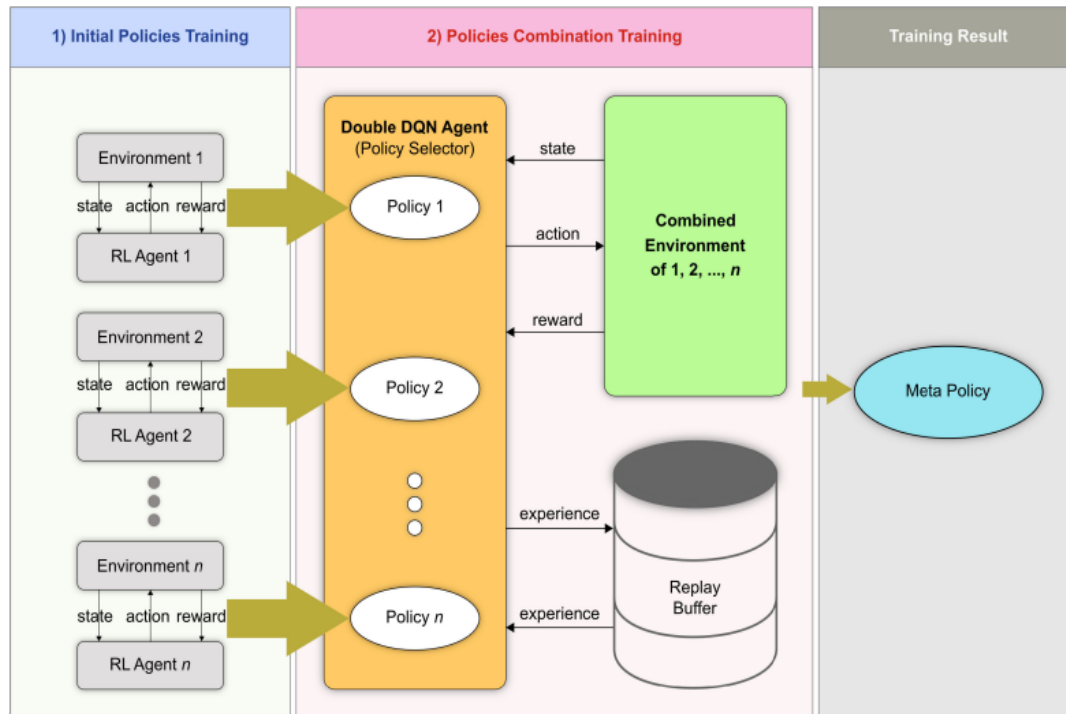 1) Initial Policies Training
Environment 1
state action reward
RL Agent 1
Environment 2
state action reward
RL Agent 2
Environment n
state action reward
RL Agent n
2) Policies Combination Training
Double DQN Agent
(Policy Selector)
Policy 1
Policy 2
Policy n
state
action
reward
experience
experience
Combined
Environment
of 1, 2, ..., n
Replay
Buffer
Training Result
Meta Policy